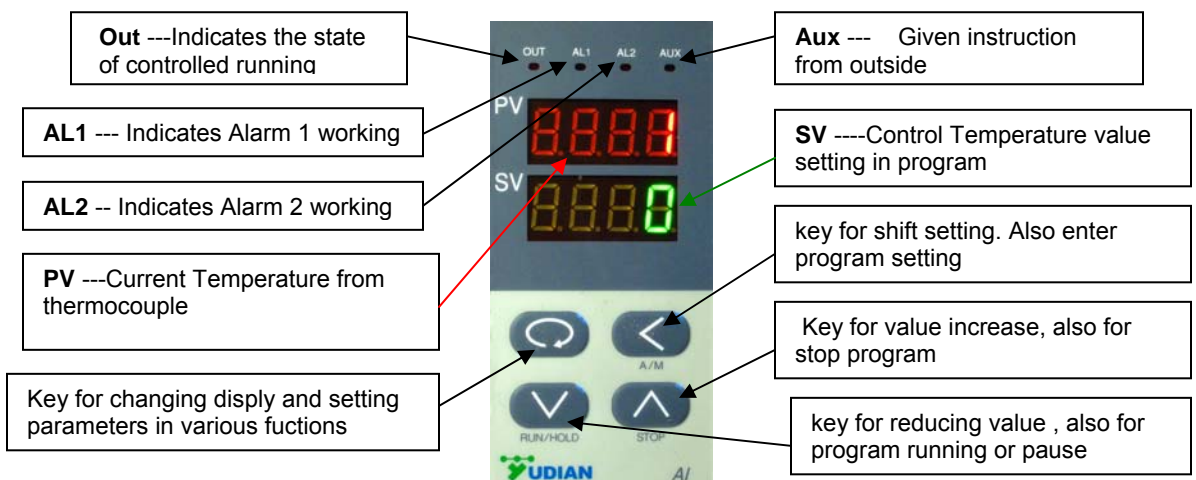 Out ---Indicates the state
of controlled running
AL1 --- Indicates Alarm 1 working
AL2 -- Indicates Alarm 2 working
PV ---Current Temperature from
thermocouple
Key for changing disply and setting
parameters in various fuctions
OUT AL1 AL2 AUX
PV
1
SV
0
A/M
RUN/HOLD STOP
YUDIAN AI
Aux --- Given instruction
from outside
SV ----Control Temperature value
setting in program
key for shift setting. Also enter
program setting
Key for value increase, also for
stop program
key for reducing value , also for
program running or pause